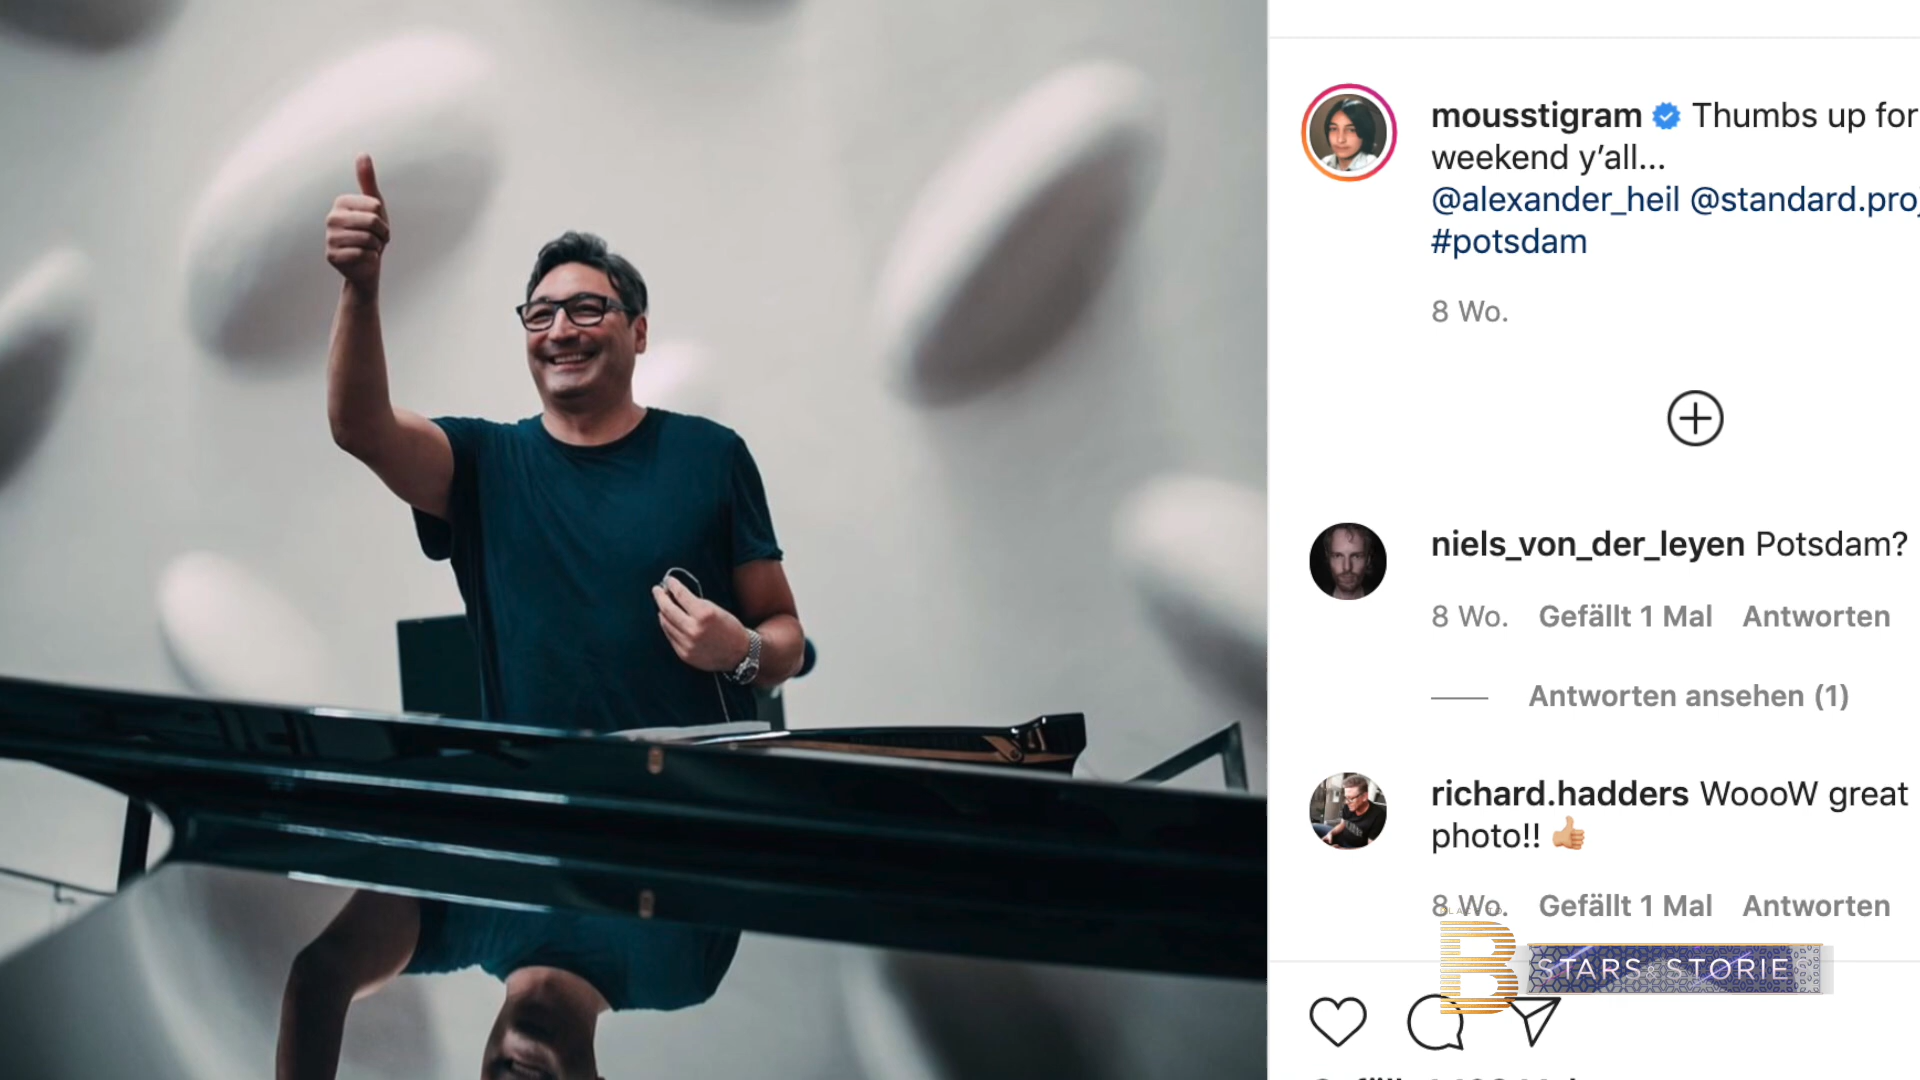 mousstigram Thumbs up for
weekend y’all...
@alexander_heil @standard.proj
#potsdam
8 Wo.
niels_von_der_leyen Potsdam?
8 Wo. Gefällt 1 Mal Antworten
Antworten ansehen (1)
richard.hadders WoooW great
photo!! 👍🏼
8 Wo. Gefällt 1 Mal Antworten
B
STARS & STORIE